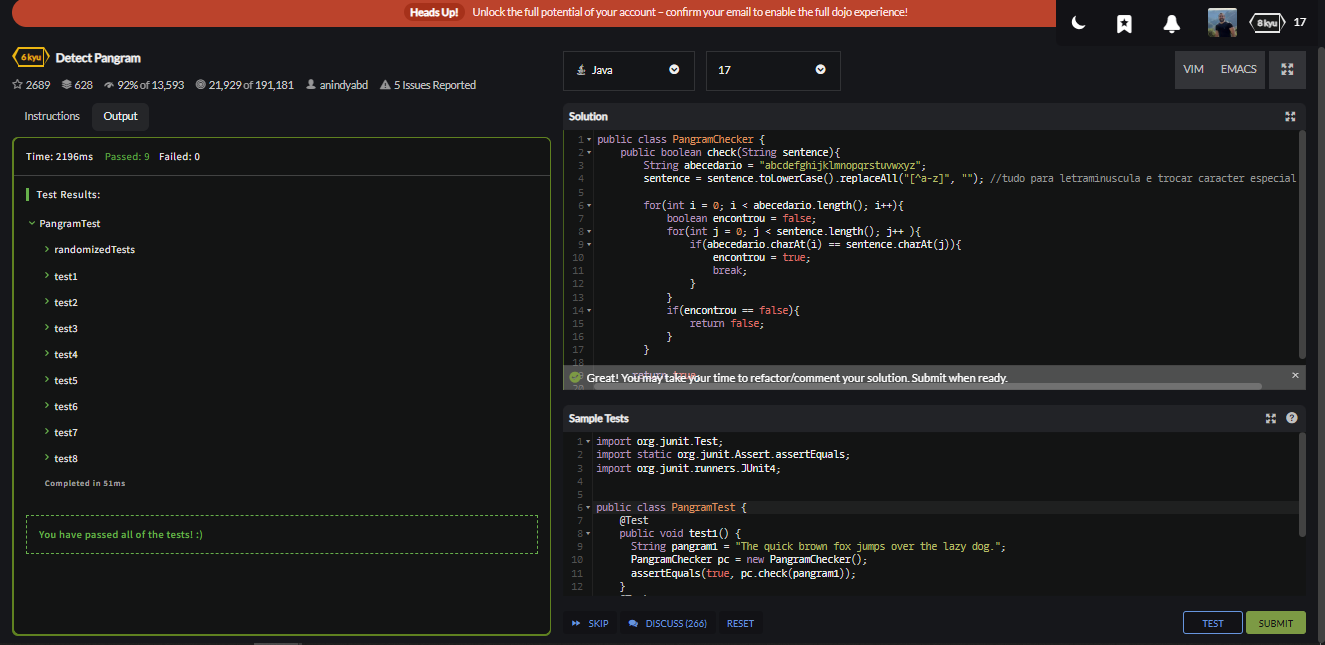 Heads Up! Unlock the full potential of your account – confirm your email to enable the full dojo experience!
8 kyu 17
6 kyu Detect Pangram
2689 628 92% of 13,593 21,929 of 191,181 anindyabd 5 Issues Reported
Instructions Output
Time: 2196ms Passed: 9 Failed: 0
Test Results:
PangramTest
randomizedTests
test1
test2
test3
test4
test5
test6
test7
test8
Completed in 51ms
You have passed all of the tests! :)
Java 17 VIM EMACS
Solution
1 public class PangramChecker {
2 public boolean check(String sentence){
3 String abecedario = "abcdefghijklmnopqrstuvwxyz";
4 sentence = sentence.toLowerCase().replaceAll("[^a-z]", ""); //tudo para letraminuscula e trocar caracter especial
5
6 for(int i = 0; i < abecedario.length(); i++){
7 boolean encontrou = false;
8 for(int j = 0; j < sentence.length(); j++ ){
9 if(abecedario.charAt(i) == sentence.charAt(j)){
10 encontrou = true;
11 break;
12 }
13 }
14 if(encontrou == false){
15 return false;
16 }
17 }
18
return true;
Great! You may take your time to refactor/comment your solution. Submit when ready.
Sample Tests
1 import org.junit.Test;
2 import static org.junit.Assert.assertEquals;
3 import org.junit.runners.JUnit4;
4
5
6 public class PangramTest {
7 @Test
8 public void test1() {
9 String pangram1 = "The quick brown fox jumps over the lazy dog.";
10 PangramChecker pc = new PangramChecker();
11 assertEquals(true, pc.check(pangram1));
12 }
SKIP DISCUSS (266) RESET TEST SUBMIT